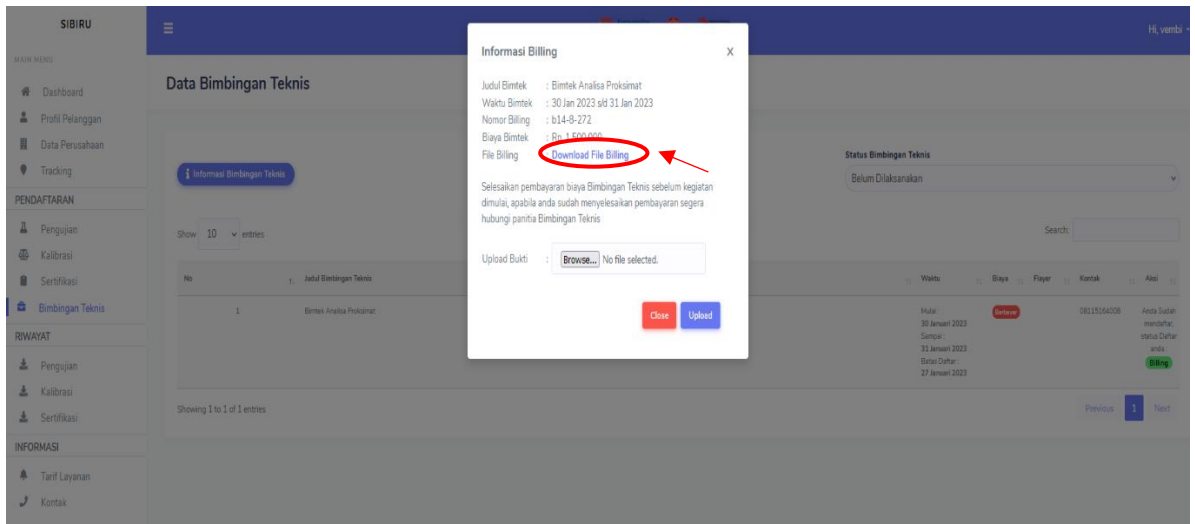 SIBIRU
Hi, vembi
MAIN MENU
Dashboard
Profil Pelanggan
Data Perusahaan
Tracking
PENDAFTARAN
Pengujian
Kalibrasi
Sertifikasi
Bimbingan Teknis
RIWAYAT
Pengujian
Kalibrasi
Sertifikasi
INFORMASI
Tarif Layanan
Kontak
Data Bimbingan Teknis
Informasi Bimbingan Teknis
Status Bimbingan Teknis
Belum Dilaksanakan
Show 10 entries
Search:
No Judul Bimbingan Teknis Waktu Biaya Flayer Kontak Aksi
1 Bimtek Analisa Proksimat Mulai : Berbayar 08115164008 Anda Sudah
30 Januari 2023 mendaftar,
Sampai : status Daftar
31 Januari 2023 anda
Batas Daftar : Billing
27 Januari 2023
Showing 1 to 1 of 1 entries
Previous 1 Next
Informasi Billing X
Judul Bimtek : Bimtek Analisa Proksimat
Waktu Bimtek : 30 Jan 2023 s/d 31 Jan 2023
Nomor Billing : b14-8-272
Biaya Bimtek : Rp. 1.500.000
File Billing : Download File Billing
Selesaikan pembayaran biaya Bimbingan Teknis sebelum kegiatan
dimulai, apabila anda sudah menyelesaikan pembayaran segera
hubungi panitia Bimbingan Teknis
Upload Bukti : Browse... No file selected.
Close Upload